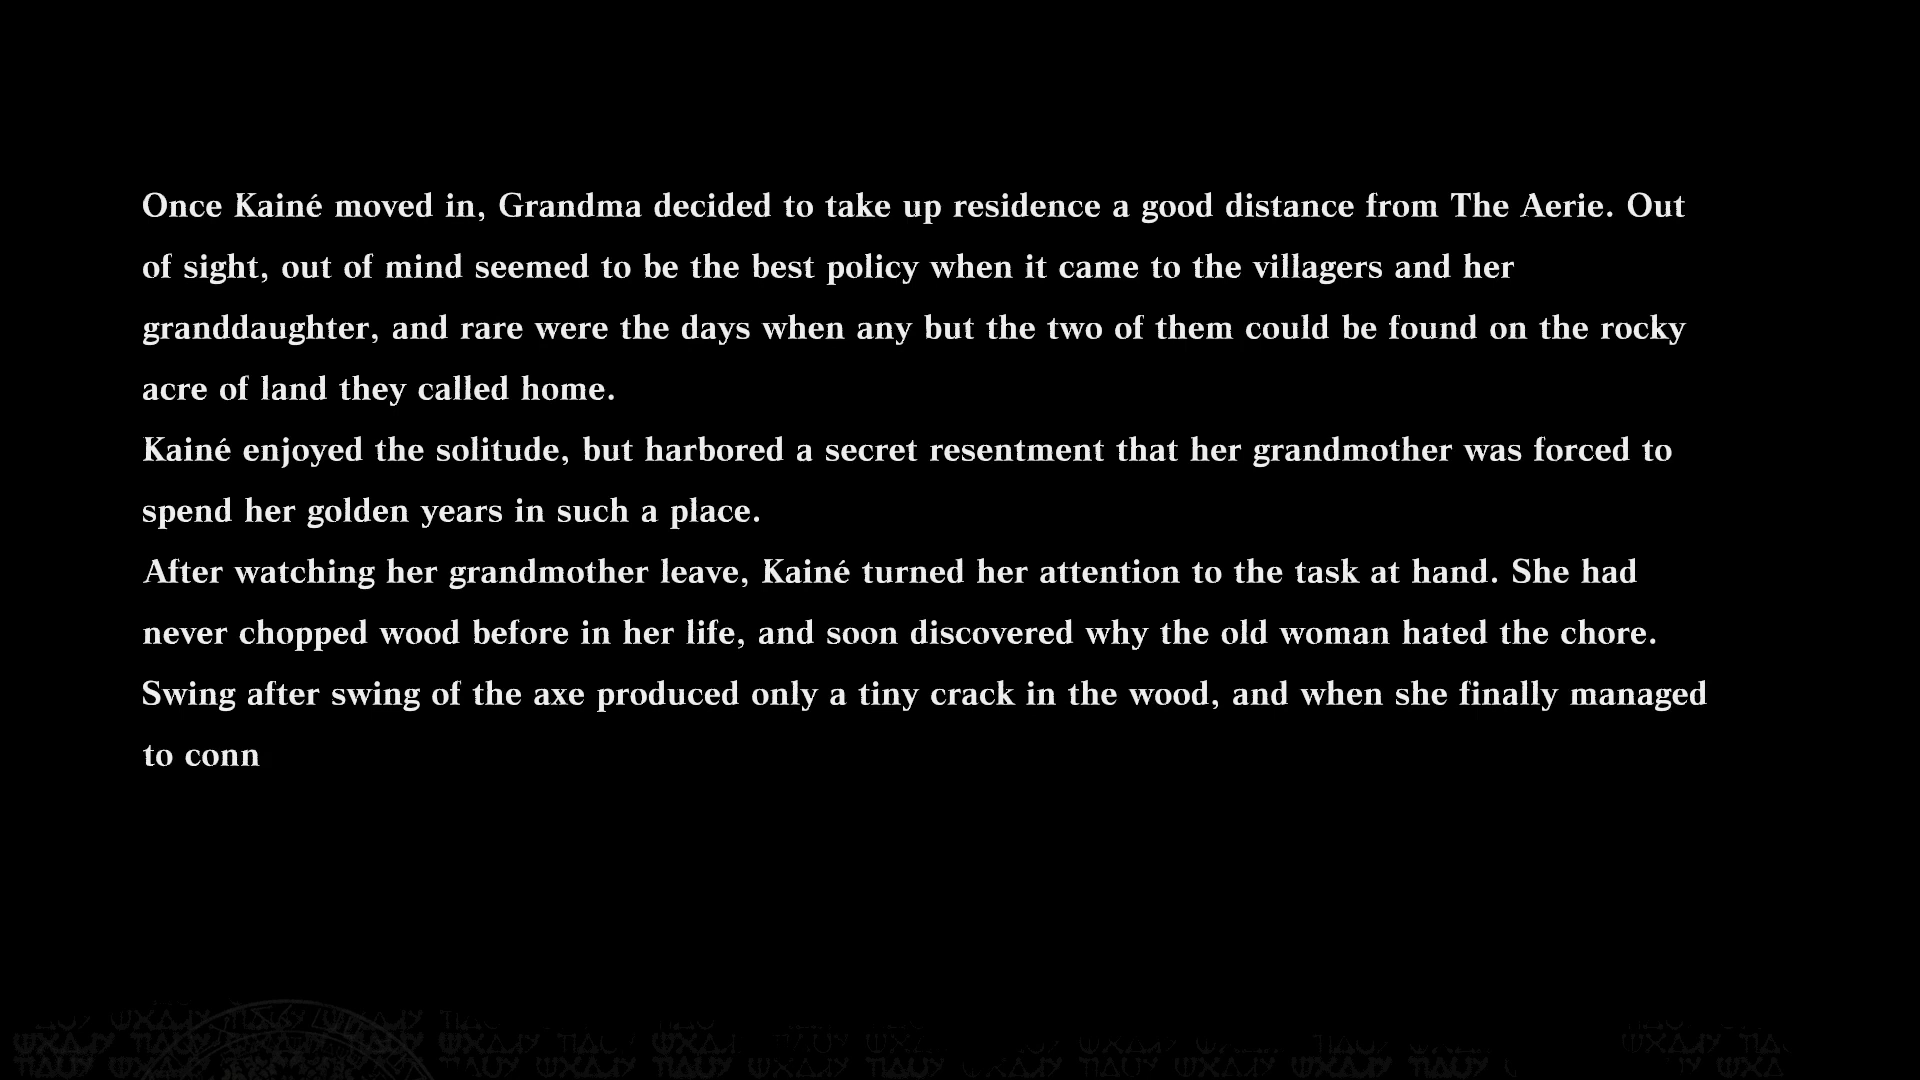 Once Kainé moved in, Grandma decided to take up residence a good distance from The Aerie. Out
of sight, out of mind seemed to be the best policy when it came to the villagers and her
granddaughter, and rare were the days when any but the two of them could be found on the rocky
acre of land they called home.
Kainé enjoyed the solitude, but harbored a secret resentment that her grandmother was forced to
spend her golden years in such a place.
After watching her grandmother leave, Kainé turned her attention to the task at hand. She had
never chopped wood before in her life, and soon discovered why the old woman hated the chore.
Swing after swing of the axe produced only a tiny crack in the wood, and when she finally managed
to conn